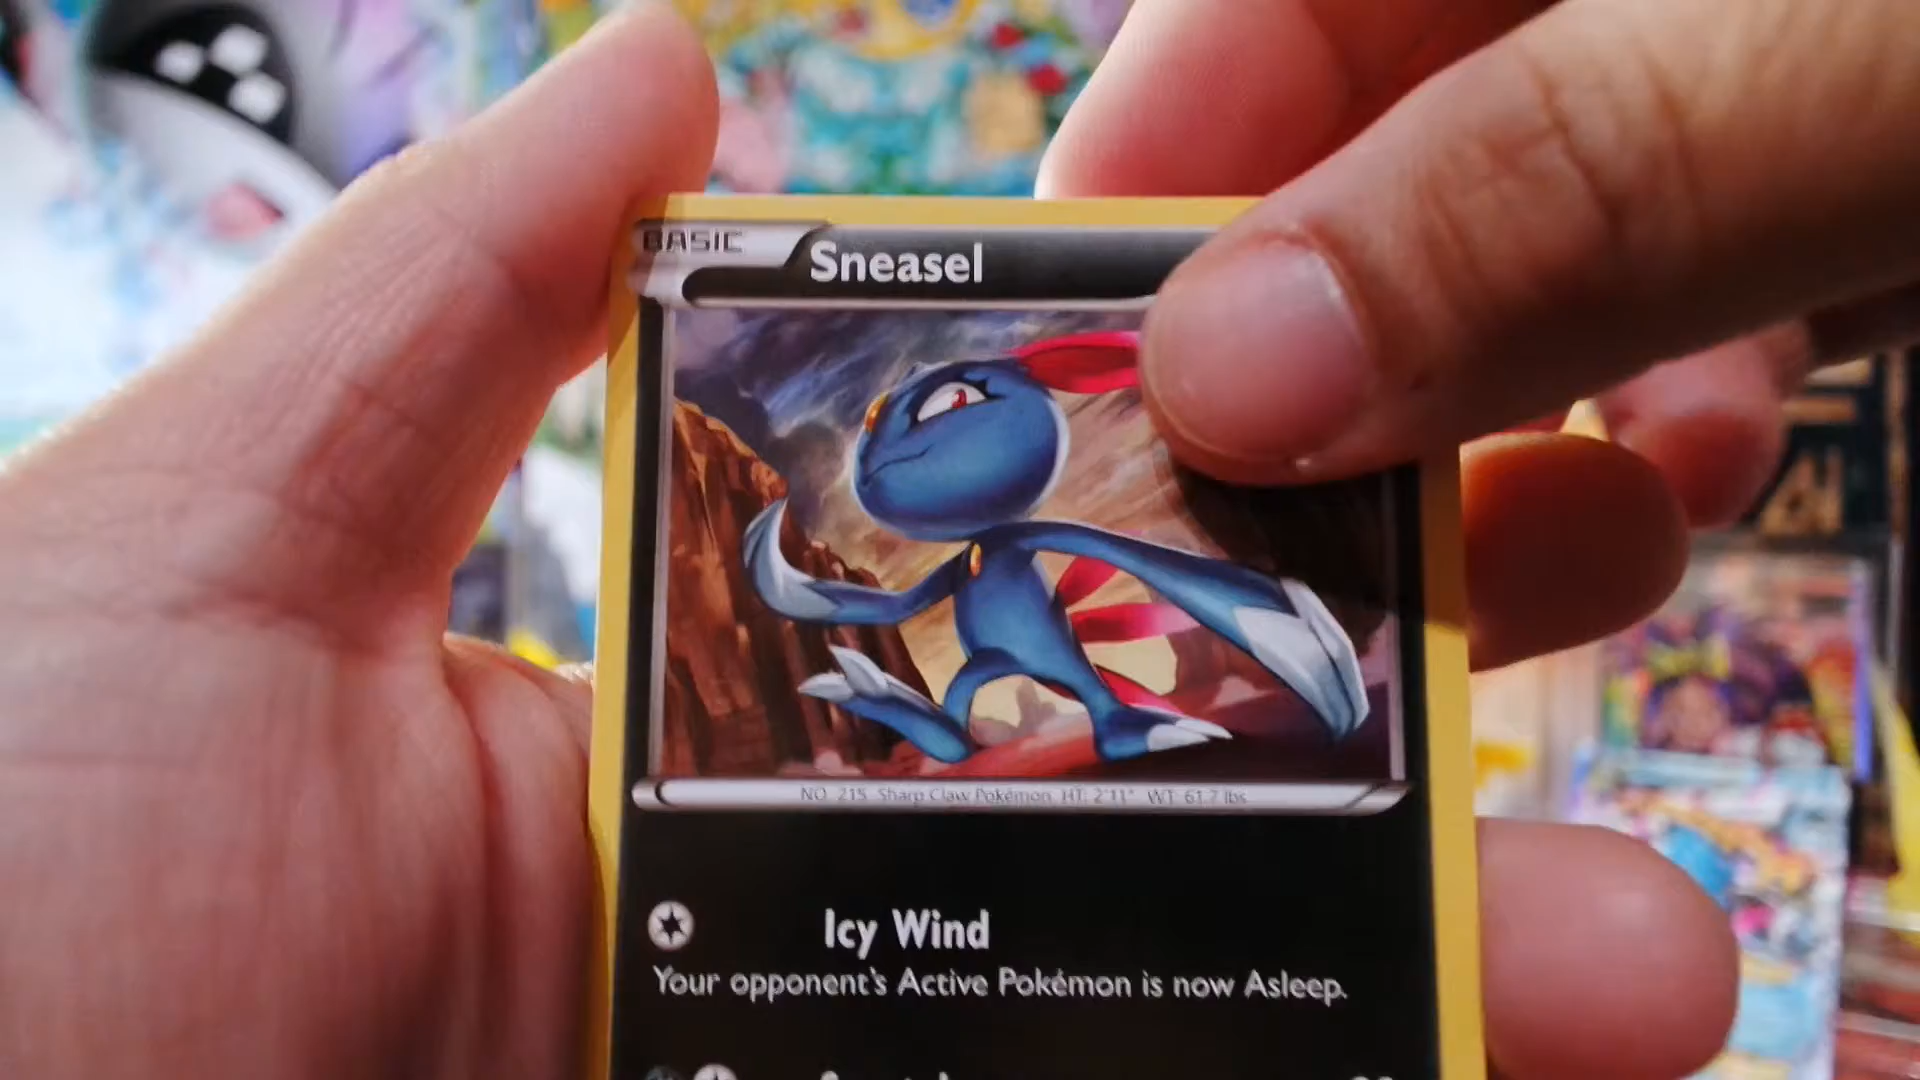 BASIC
Sneasel
NO. 215 Sharp Claw Pokémon HT: 2'11" WT: 61.7 lbs
Icy Wind
Your opponent's Active Pokémon is now Asleep.